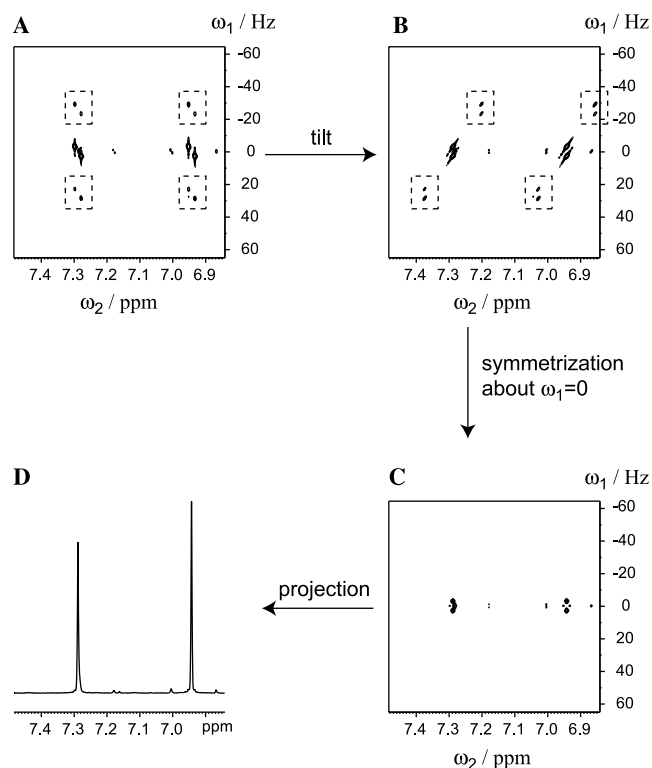 A
ω1 / Hz
-60
-40
-20
0
20
40
60
7.4 7.3 7.2 7.1 7.0 6.9
ω2 / ppm
tilt
B
ω1 / Hz
-60
-40
-20
0
20
40
60
7.4 7.3 7.2 7.1 7.0 6.9
ω2 / ppm
symmetrization
about ω1=0
D
7.4 7.3 7.2 7.1 7.0 ppm
projection
C
ω1 / Hz
-60
-40
-20
0
20
40
60
7.4 7.3 7.2 7.1 7.0 6.9
ω2 / ppm